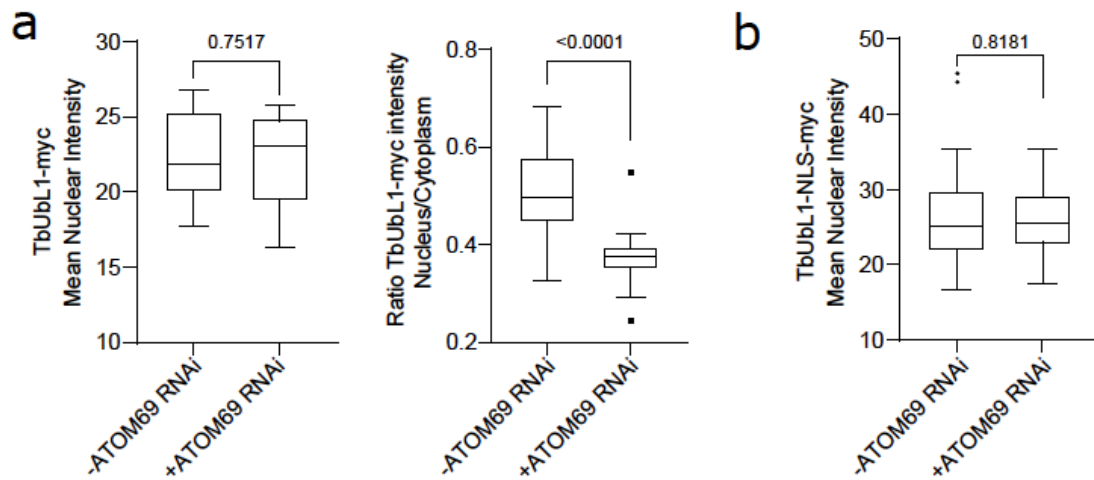 a
TbUbL1-myc
Mean Nuclear Intensity
30
25
20
15
10
0.7517
-ATOM69 RNAi
+ATOM69 RNAi
Ratio TbUbL1-myc intensity
Nucleus/Cytoplasm
0.8
0.6
0.4
0.2
<0.0001
-ATOM69 RNAi
+ATOM69 RNAi
b
TbUbL1-NLS-myc
Mean Nuclear Intensity
50
40
30
20
10
0.8181
-ATOM69 RNAi
+ATOM69 RNAi